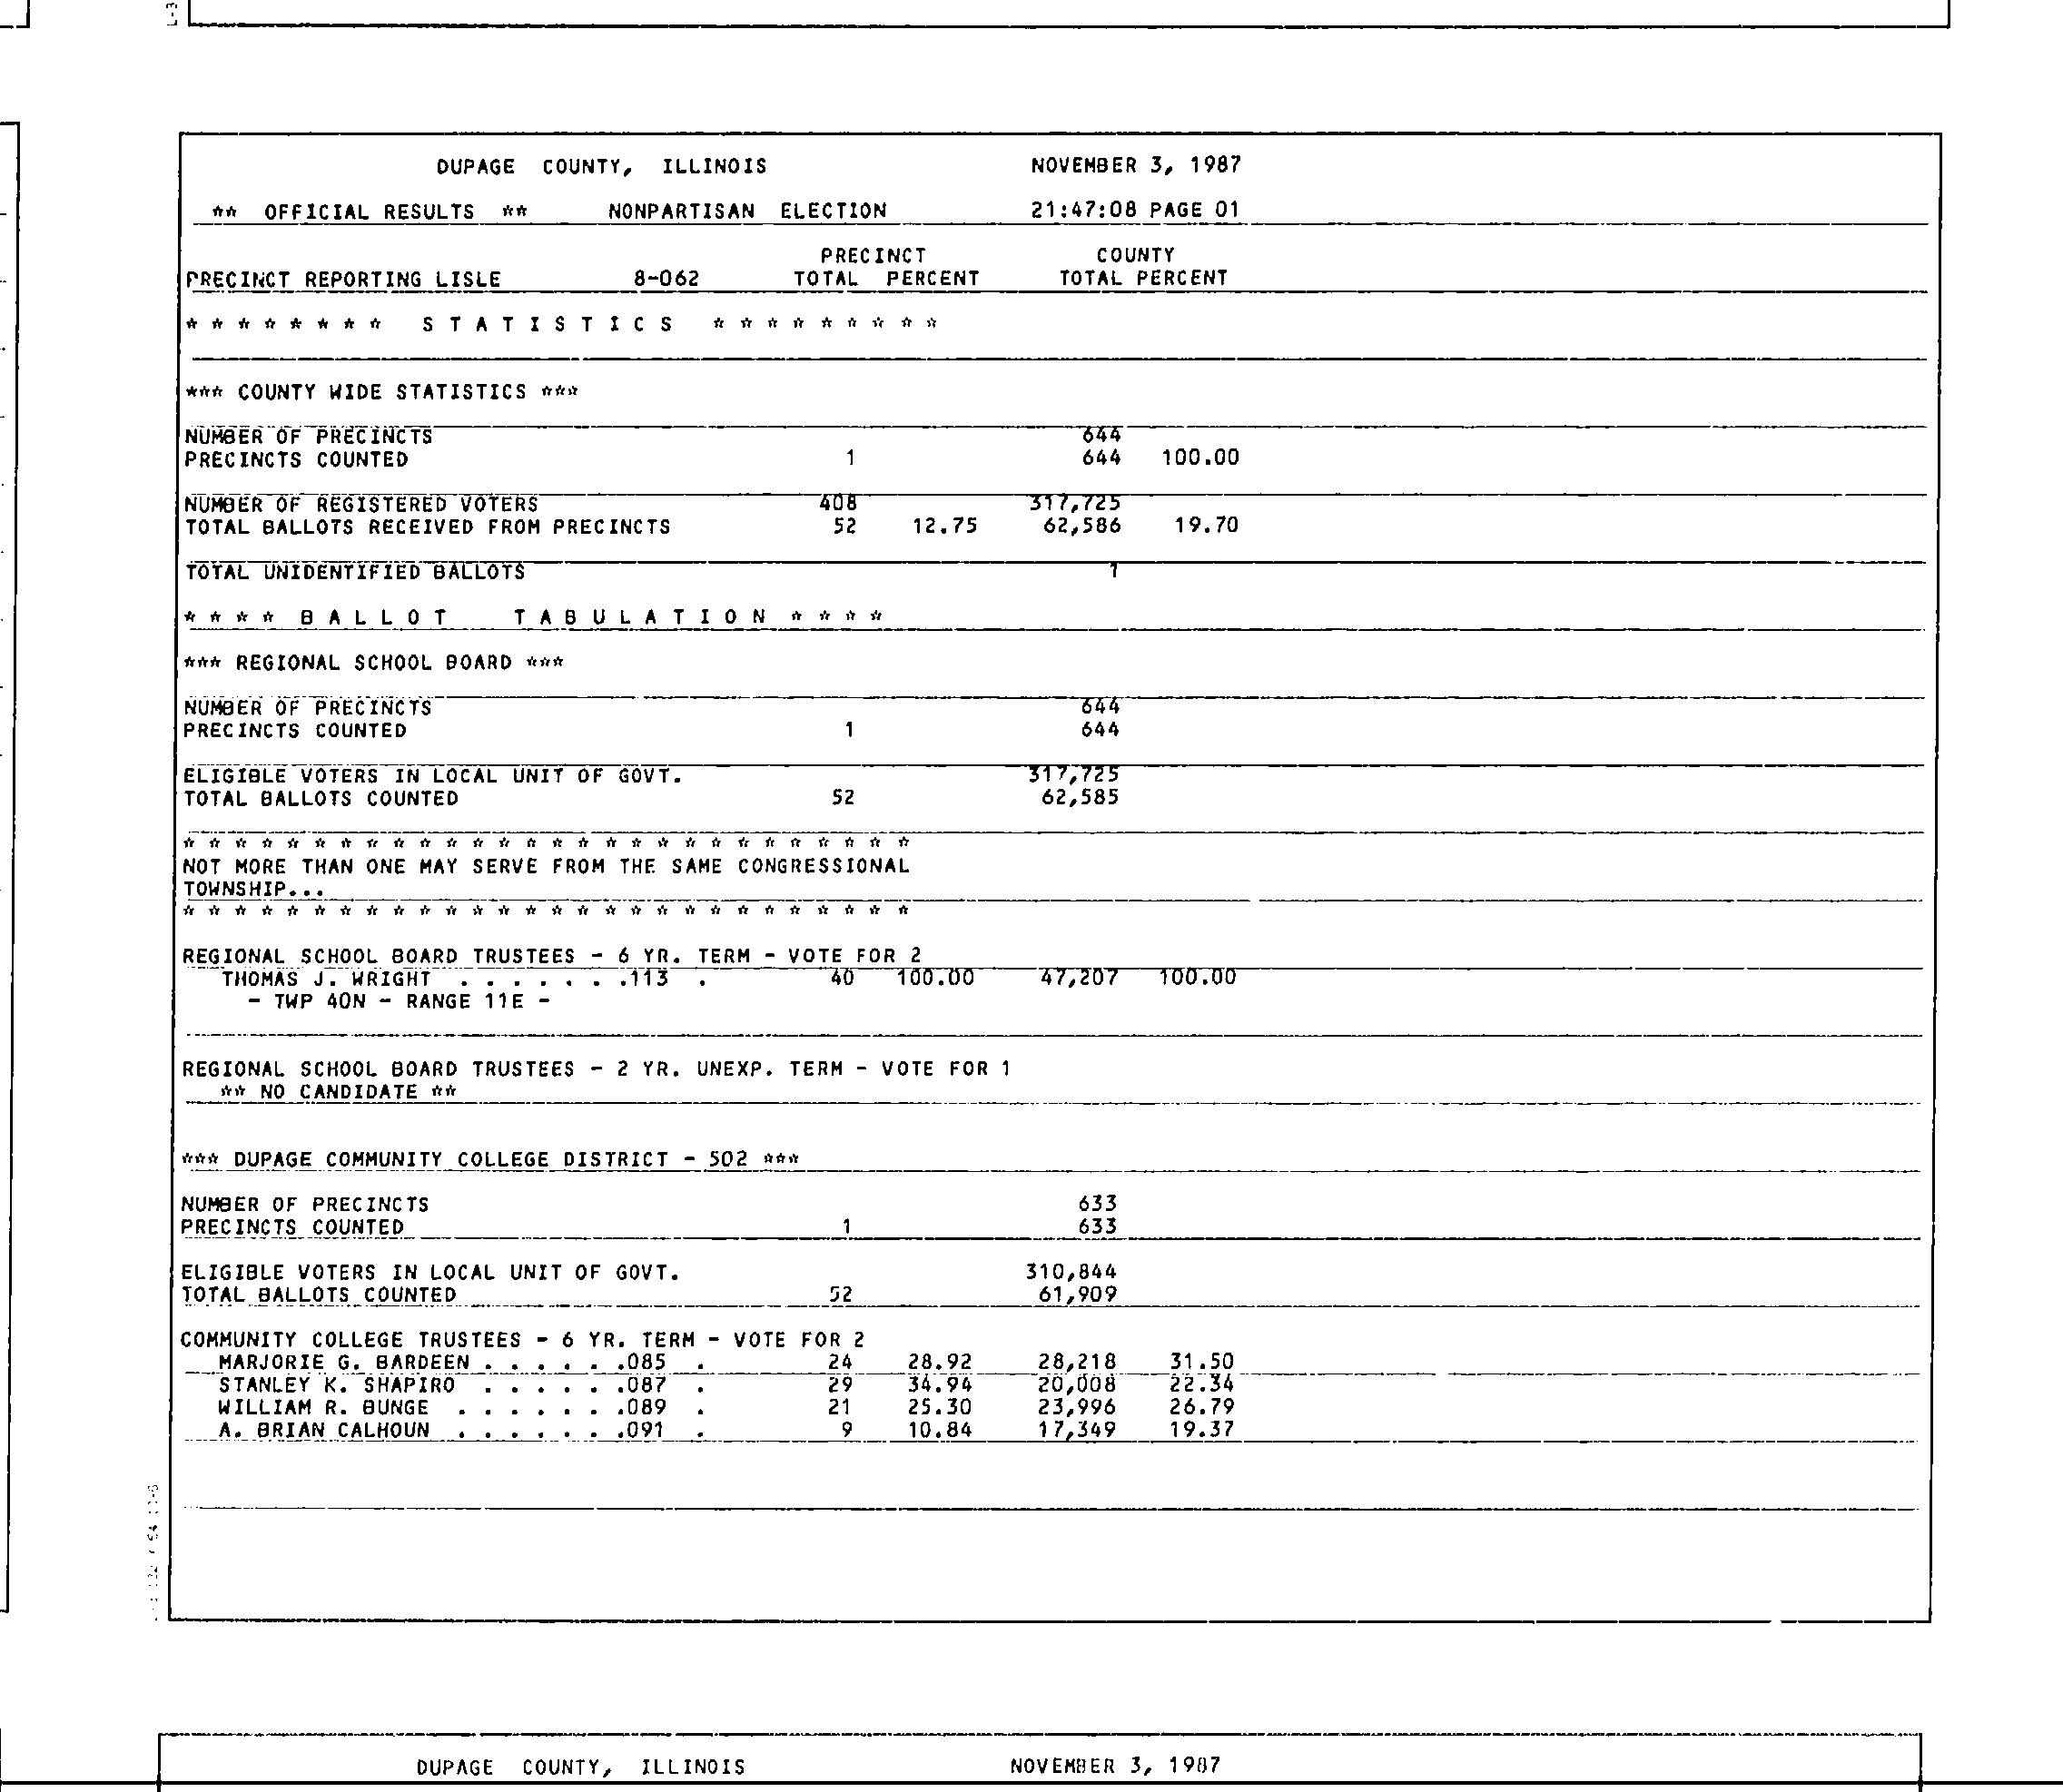 DUPAGE COUNTY, ILLINOIS NOVEMBER 3, 1987
** OFFICIAL RESULTS ** NONPARTISAN ELECTION 21:47:08 PAGE 01
PRECINCT COUNTY
PRECINCT REPORTING LISLE 8-062 TOTAL PERCENT TOTAL PERCENT
* * * * * * * * S T A T I S T I C S * * * * * * * * *
*** COUNTY WIDE STATISTICS ***
NUMBER OF PRECINCTS 644
PRECINCTS COUNTED 1 644 100.00
NUMBER OF REGISTERED VOTERS 408 317,725
TOTAL BALLOTS RECEIVED FROM PRECINCTS 52 12.75 62,586 19.70
TOTAL UNIDENTIFIED BALLOTS 1
* * * * B A L L O T T A B U L A T I O N * * * *
*** REGIONAL SCHOOL BOARD ***
NUMBER OF PRECINCTS 644
PRECINCTS COUNTED 1 644
ELIGIBLE VOTERS IN LOCAL UNIT OF GOVT. 317,725
TOTAL BALLOTS COUNTED 52 62,585
* * * * * * * * * * * * * * * * * * * * * * * * * * * *
NOT MORE THAN ONE MAY SERVE FROM THE SAME CONGRESSIONAL
TOWNSHIP...
* * * * * * * * * * * * * * * * * * * * * * * * * * * *
REGIONAL SCHOOL BOARD TRUSTEES - 6 YR. TERM - VOTE FOR 2
THOMAS J. WRIGHT . . . . . . .113 . 40 100.00 47,207 100.00
- TWP 40N - RANGE 11E -
REGIONAL SCHOOL BOARD TRUSTEES - 2 YR. UNEXP. TERM - VOTE FOR 1
** NO CANDIDATE **
*** DUPAGE COMMUNITY COLLEGE DISTRICT - 502 ***
NUMBER OF PRECINCTS 633
PRECINCTS COUNTED 1 633
ELIGIBLE VOTERS IN LOCAL UNIT OF GOVT. 310,844
TOTAL BALLOTS COUNTED 52 61,909
COMMUNITY COLLEGE TRUSTEES - 6 YR. TERM - VOTE FOR 2
MARJORIE G. BARDEEN . . . . . .085 . 24 28.92 28,218 31.50
STANLEY K. SHAPIRO . . . . . .087 . 29 34.94 20,008 22.34
WILLIAM R. BUNGE . . . . . . .089 . 21 25.30 23,996 26.79
A. BRIAN CALHOUN . . . . . . .091 . 9 10.84 17,349 19.37
DUPAGE COUNTY, ILLINOIS NOVEMBER 3, 1987